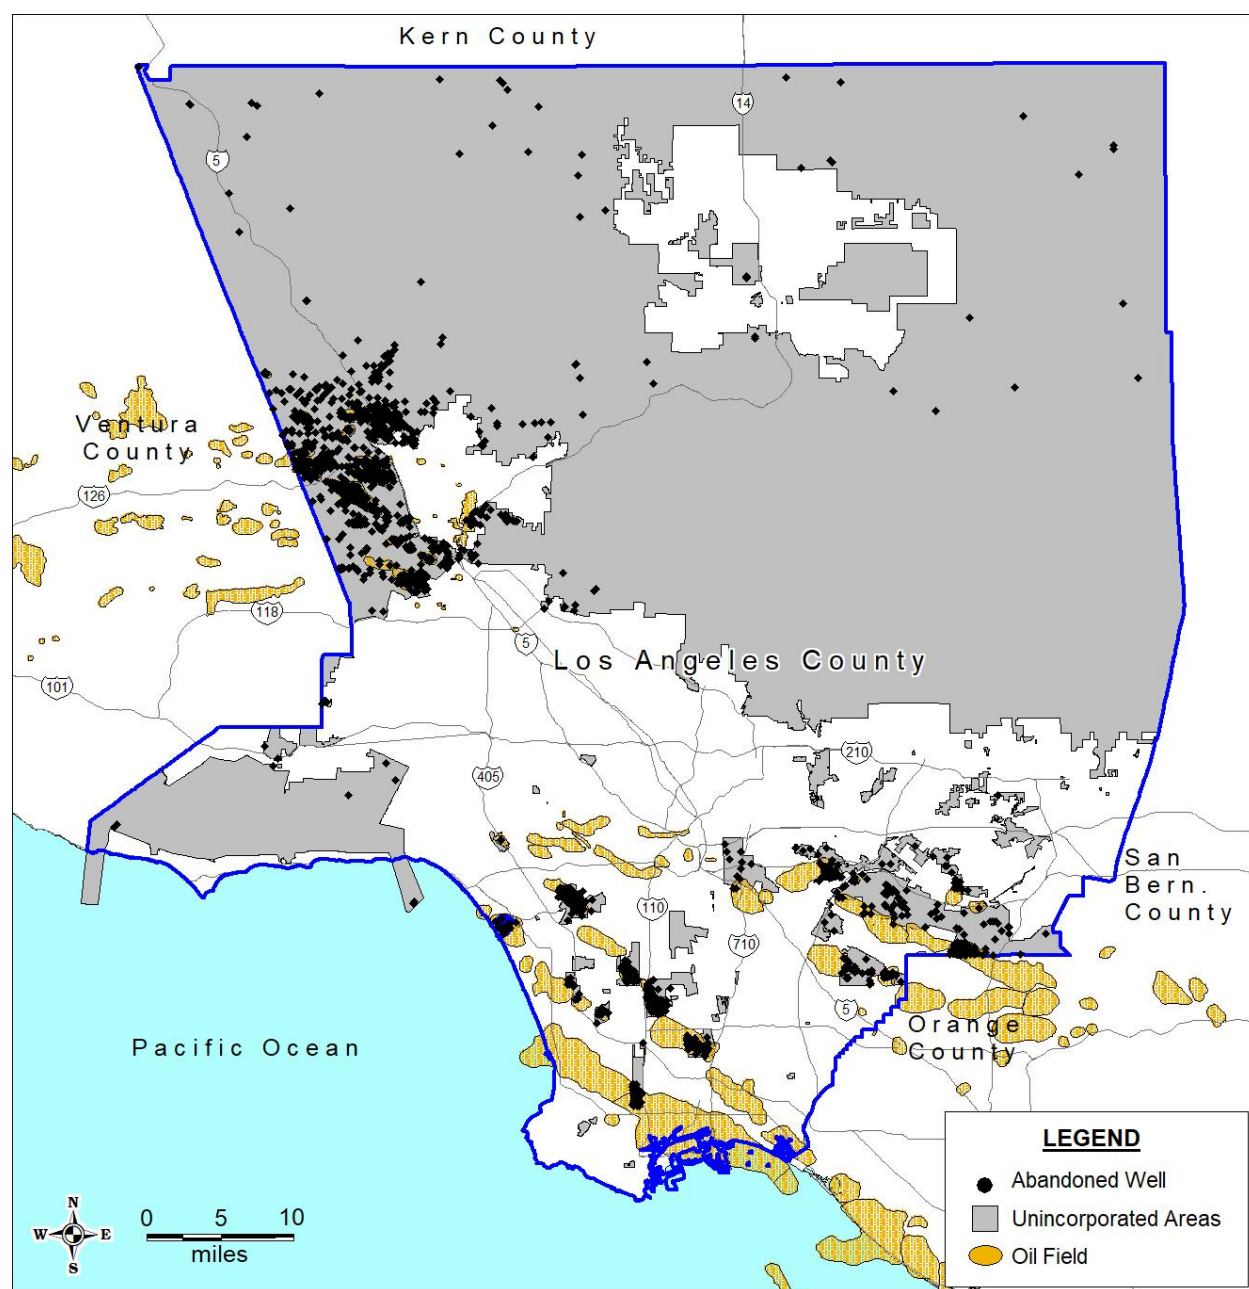 Kern County
14
5
Ventura
County
126
118
5
Los Angeles County
101
210
405
San
Bern.
County
110
710
5
Orange
County
Pacific Ocean
LEGEND
Abandoned Well
Unincorporated Areas
Oil Field
N
W E
S
0 5 10
miles